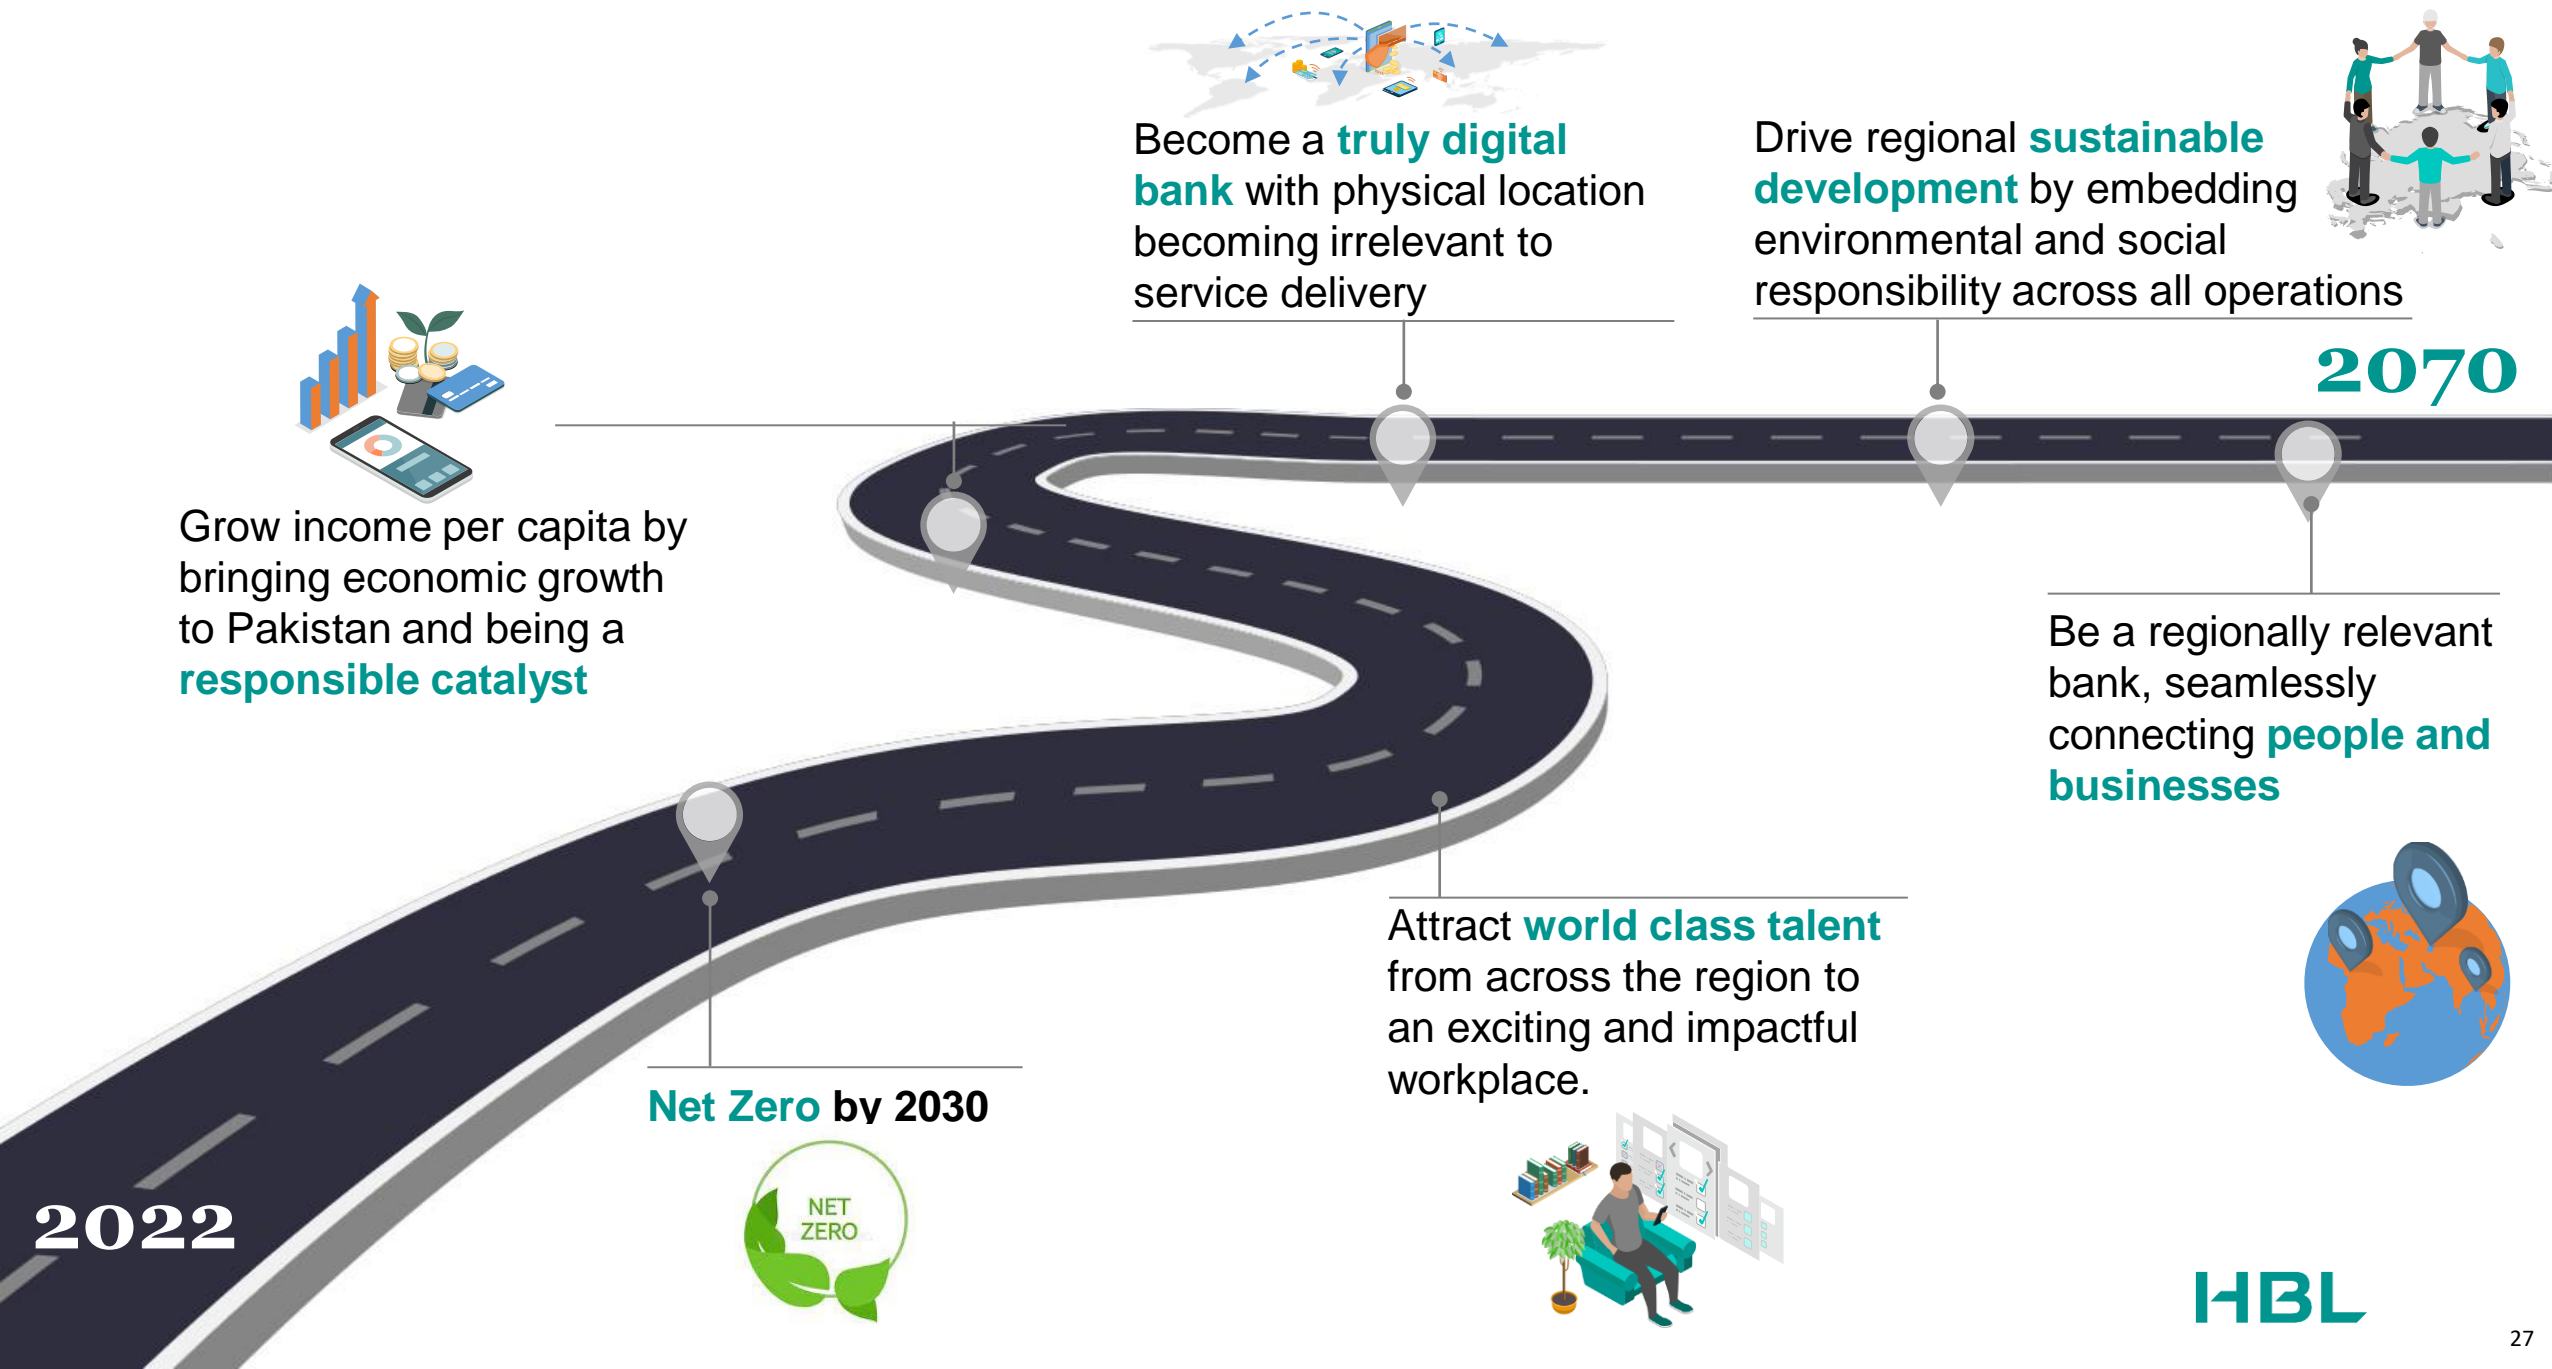 Become a truly digital
bank with physical location
becoming irrelevant to
service delivery
Drive regional sustainable
development by embedding
environmental and social
responsibility across all operations
2070
Grow income per capita by
bringing economic growth
to Pakistan and being a
responsible catalyst
Be a regionally relevant
bank, seamlessly
connecting people and
businesses
Attract world class talent
from across the region to
an exciting and impactful
workplace.
Net Zero by 2030
NET
ZERO
2022
HBL
27